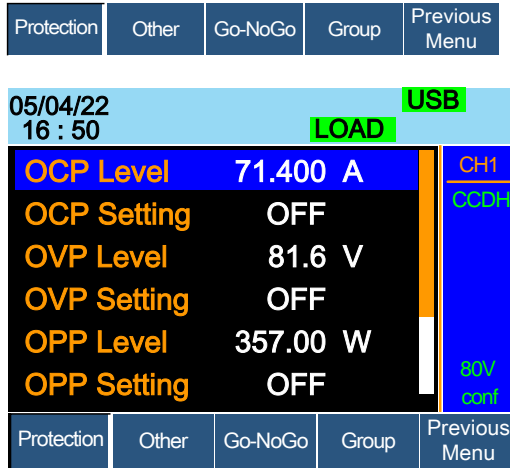 Protection Other Go-NoGo Group Previous Menu
USB
05/04/22
16 : 50 LOAD
OCP Level 71.400 A CH1
OCP Setting OFF CCDH
OVP Level 81.6 V
OVP Setting OFF
OPP Level 357.00 W
80V
OPP Setting OFF conf
Protection Other Go-NoGo Group Previous Menu